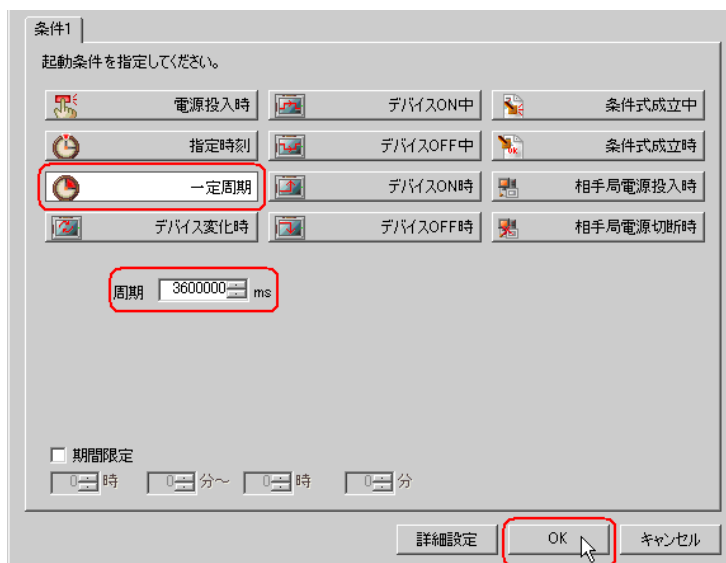 条件1
起動条件を指定してください。
電源投入時 デバイスON中 条件式成立中
指定時刻 デバイスOFF中 条件式成立時
一定周期 デバイスON時 相手局電源投入時
デバイス変化時 デバイスOFF時 相手局電源切断時
周期 3600000 ms
期間限定
0 時 0 分～ 0 時 0 分
詳細設定 OK キャンセル